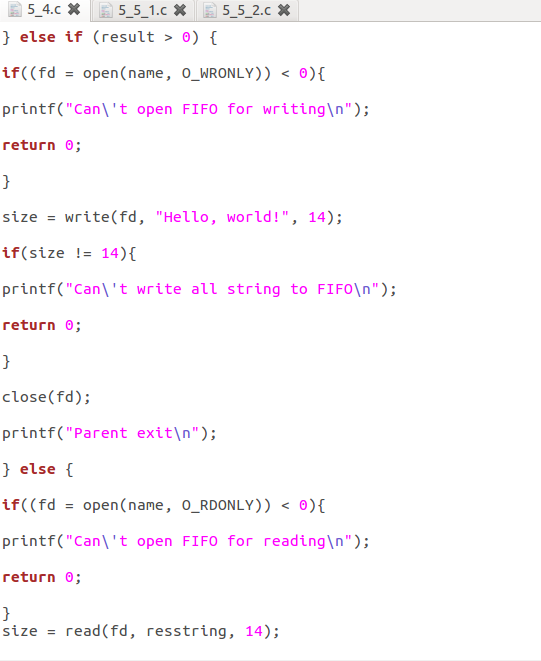 5_4.c 5_5_1.c 5_5_2.c
} else if (result > 0) {
if((fd = open(name, O_WRONLY)) < 0){
printf("Can\'t open FIFO for writing\n");
return 0;
}
size = write(fd, "Hello, world!", 14);
if(size != 14){
printf("Can\'t write all string to FIFO\n");
return 0;
}
close(fd);
printf("Parent exit\n");
} else {
if((fd = open(name, O_RDONLY)) < 0){
printf("Can\'t open FIFO for reading\n");
return 0;
}
size = read(fd, resstring, 14);